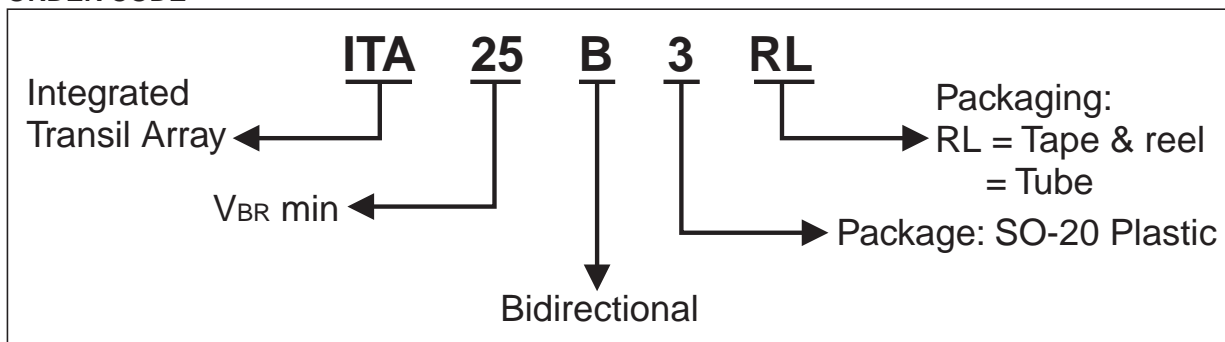 ITA 25 B 3 RL
Integrated
Transil Array
Packaging:
RL = Tape & reel
= Tube
VBR min
Package: SO-20 Plastic
Bidirectional